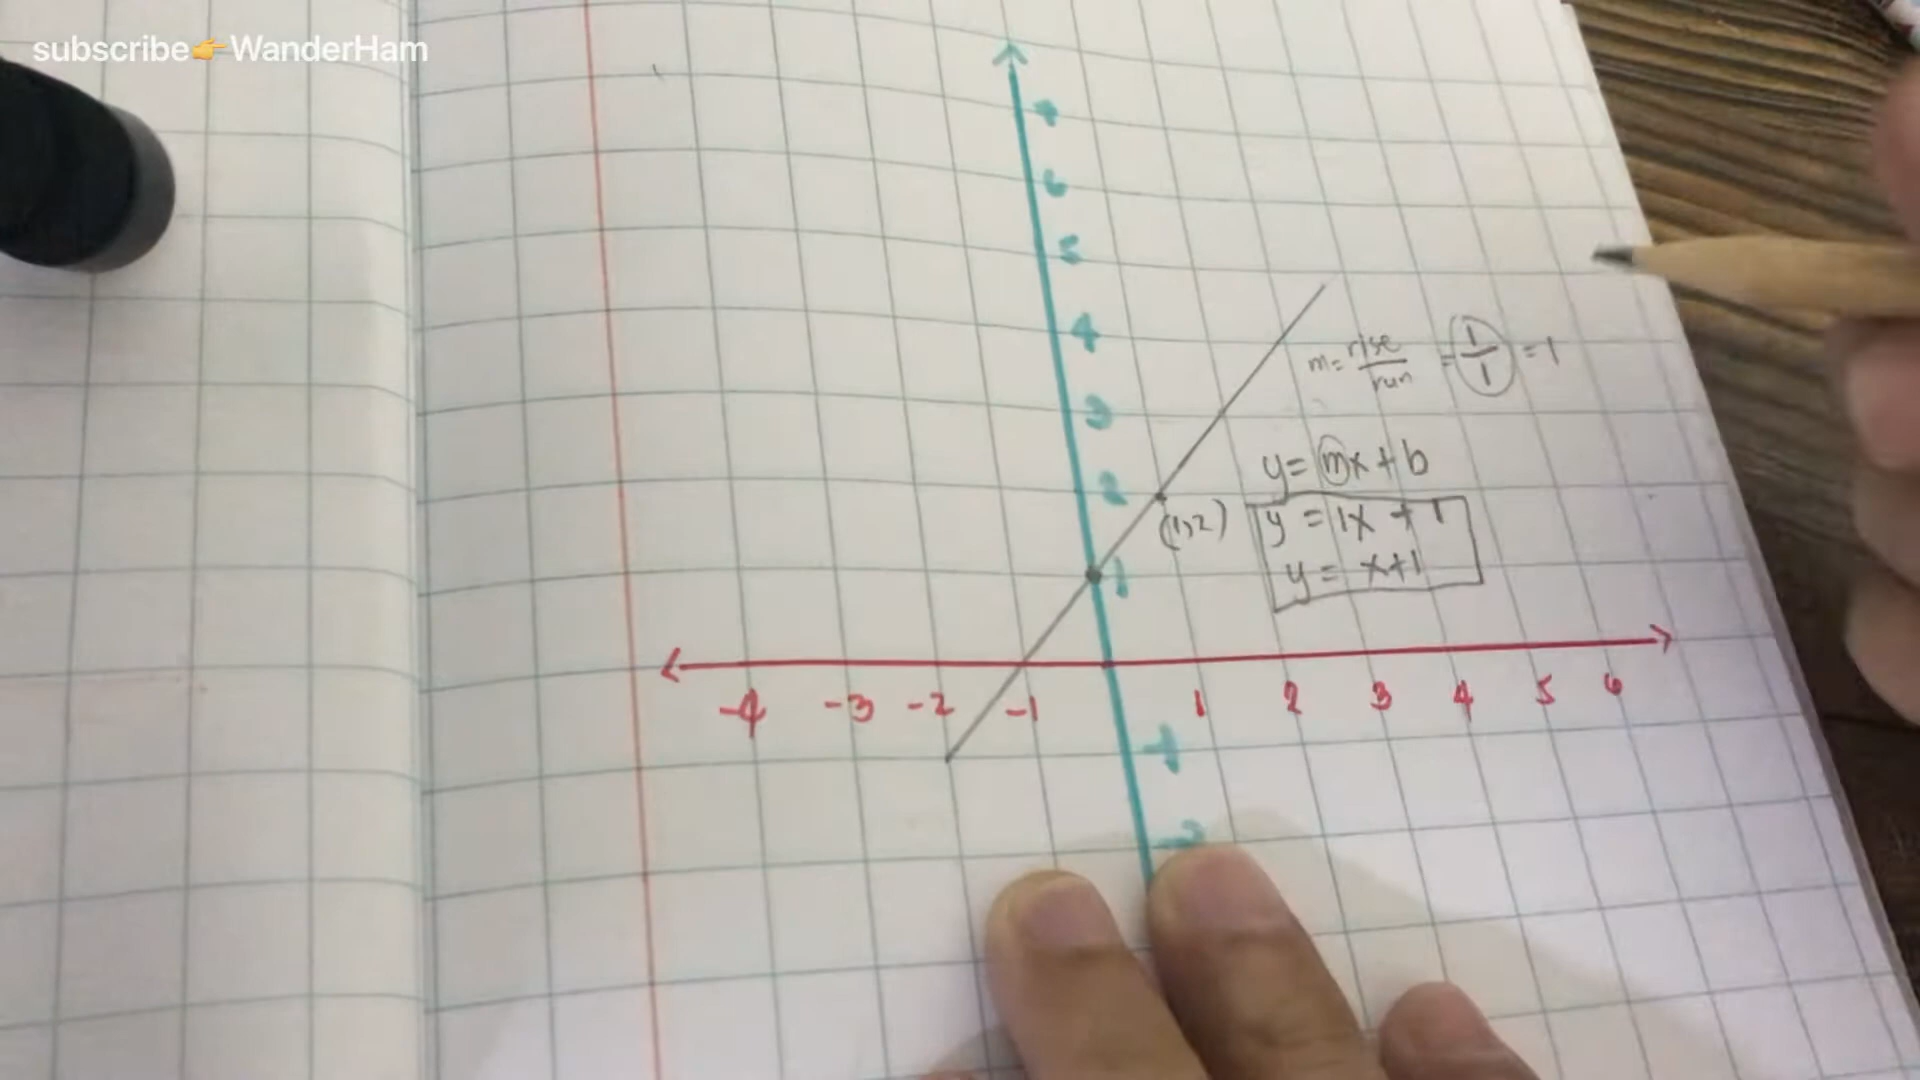 subscribe👉WanderHam
7
6
5
4
3
2
1
m = rise/run = 1/1 = 1
y = mx + b
(1,2)
y = 1x + 1
y = x+1
-4 -3 -2 -1 1 2 3 4 5 6
-1
-2